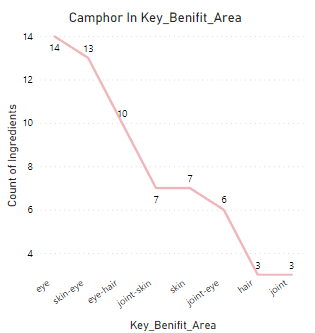 Camphor In Key_Benifit_Area
Count of Ingredients
14
12
10
8
6
4
14
13
10
7
7
6
3
3
eye
skin-eye
eye-hair
joint-skin
skin
joint-eye
hair
joint
Key_Benifit_Area